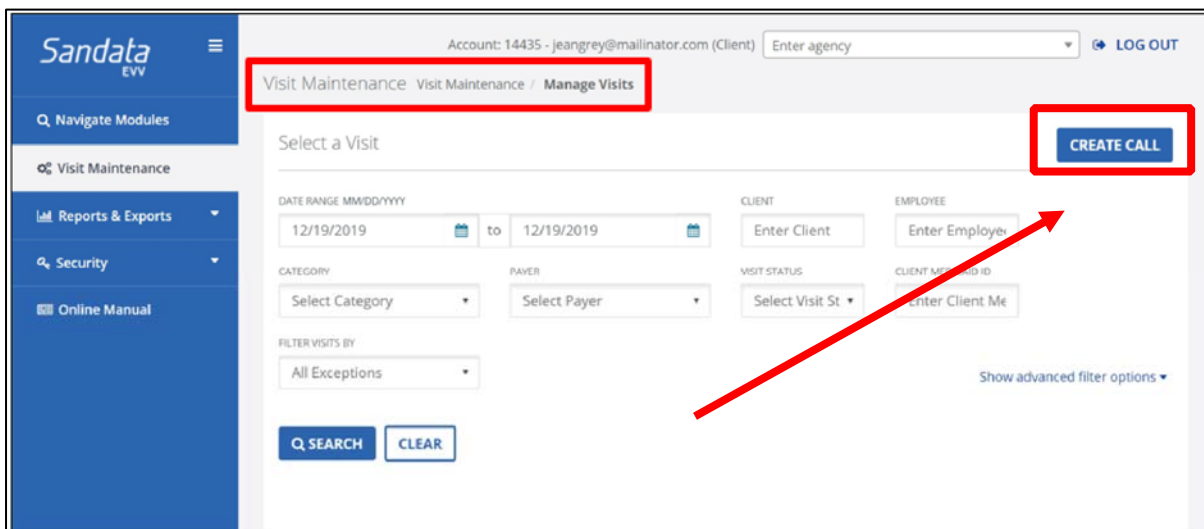 Sandata
EVV
Account: 14435 - jeangrey@mailinator.com (Client) Enter agency LOG OUT
Visit Maintenance Visit Maintenance / Manage Visits
Navigate Modules
Visit Maintenance
Reports & Exports
Security
Online Manual
Select a Visit
CREATE CALL
DATE RANGE MM/DD/YYYY CLIENT EMPLOYEE
12/19/2019 to 12/19/2019 Enter Client Enter Employe
CATEGORY PAYER VISIT STATUS CLIENT MEDICAID ID
Select Category Select Payer Select Visit St Enter Client Me
FILTER VISITS BY
All Exceptions
Show advanced filter options
SEARCH CLEAR